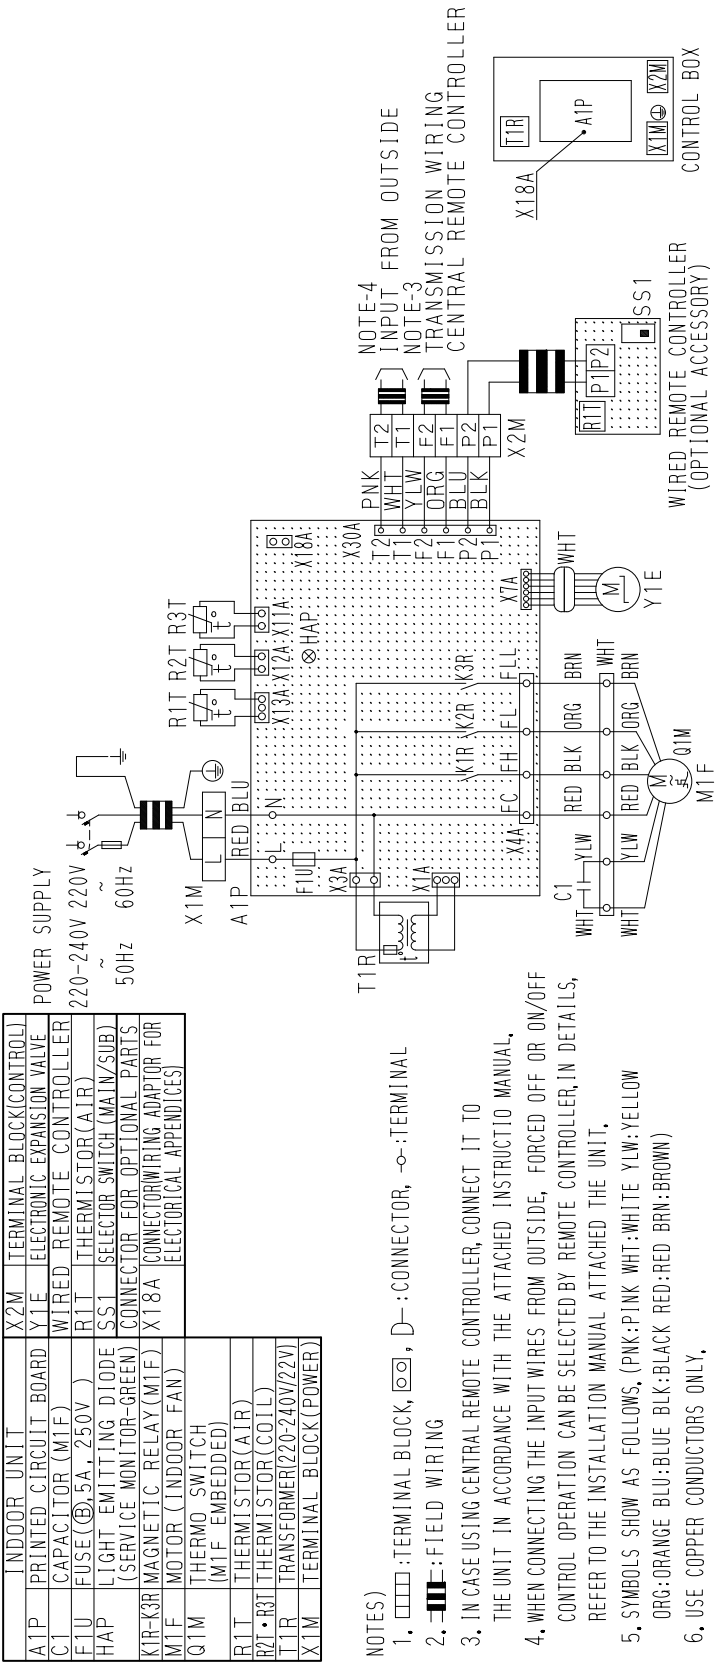 INDOOR UNIT
A1P PRINTED CIRCUIT BOARD
C1 CAPACITOR (M1F)
F1U FUSE(Ⓑ,5A, 250V )
HAP LIGHT EMITTING DIODE
(SERVICE MONITOR-GREEN)
K1R-K3R MAGNETIC RELAY(M1F)
M1F MOTOR (INDOOR FAN)
Q1M THERMO SWITCH
(M1F EMBEDDED)
R1T THERMISTOR(AIR)
R2T・R3T THERMISTOR(COIL)
T1R TRANSFORMER(220-240V/22V)
X1M TERMINAL BLOCK(POWER)
X2M TERMINAL BLOCK(CONTROL)
Y1E ELECTRONIC EXPANSION VALVE
WIRED REMOTE CONTROLLER
R1T THERMISTOR(AIR)
SS1 SELECTOR SWITCH (MAIN/SUB)
CONNECTOR FOR OPTIONAL PARTS
X18A CONNECTOR(WIRING ADAPTOR FOR
ELECTORICAL APPENDICES)
POWER SUPPLY
220-240V 220V
~ ~
50Hz 60Hz
X1M
L N
A1P
RED BLU
L N
F1U
X3A
X1A
T1R
t°
R1T R2T R3T
t° t° t°
X13A X12A X11A
HAP
X18A
X30A
T2
T1
F2
F1
P2
P1
PNK
WHT
YLW
ORG
BLU
BLK
T2
T1
F2
F1
P2
P1
X2M
NOTE-4
INPUT FROM OUTSIDE
NOTE-3
TRANSMISSION WIRING
CENTRAL REMOTE CONTROLLER
K1R K2R K3R
X4A FC FH FL FLL
X7A
WHT
M
Y1E
C1
WHT YLW RED BLK ORG BRN
WHT
WHT YLW RED BLK ORG BRN
M
~
Q1M
M1F
R1T P1 P2
SS1
WIRED REMOTE CONTROLLER
(OPTIONAL ACCESSORY)
X18A
T1R
A1P
X1M X2M
CONTROL BOX
NOTES)
1. :TERMINAL BLOCK, , :CONNECTOR, :TERMINAL
2. :FIELD WIRING
3. IN CASE USING CENTRAL REMOTE CONTROLLER, CONNECT IT TO
THE UNIT IN ACCORDANCE WITH THE ATTACHED INSTRUCTIO MANUAL.
4. WHEN CONNECTING THE INPUT WIRES FROM OUTSIDE, FORCED OFF OR ON/OFF
CONTROL OPERATION CAN BE SELECTED BY REMOTE CONTROLLER, IN DETAILS,
REFER TO THE INSTALLATION MANUAL ATTACHED THE UNIT.
5. SYMBOLS SHOW AS FOLLOWS, (PNK:PINK WHT:WHITE YLW:YELLOW
ORG:ORANGE BLU:BLUE BLK:BLACK RED:RED BRN:BROWN)
6. USE COPPER CONDUCTORS ONLY.